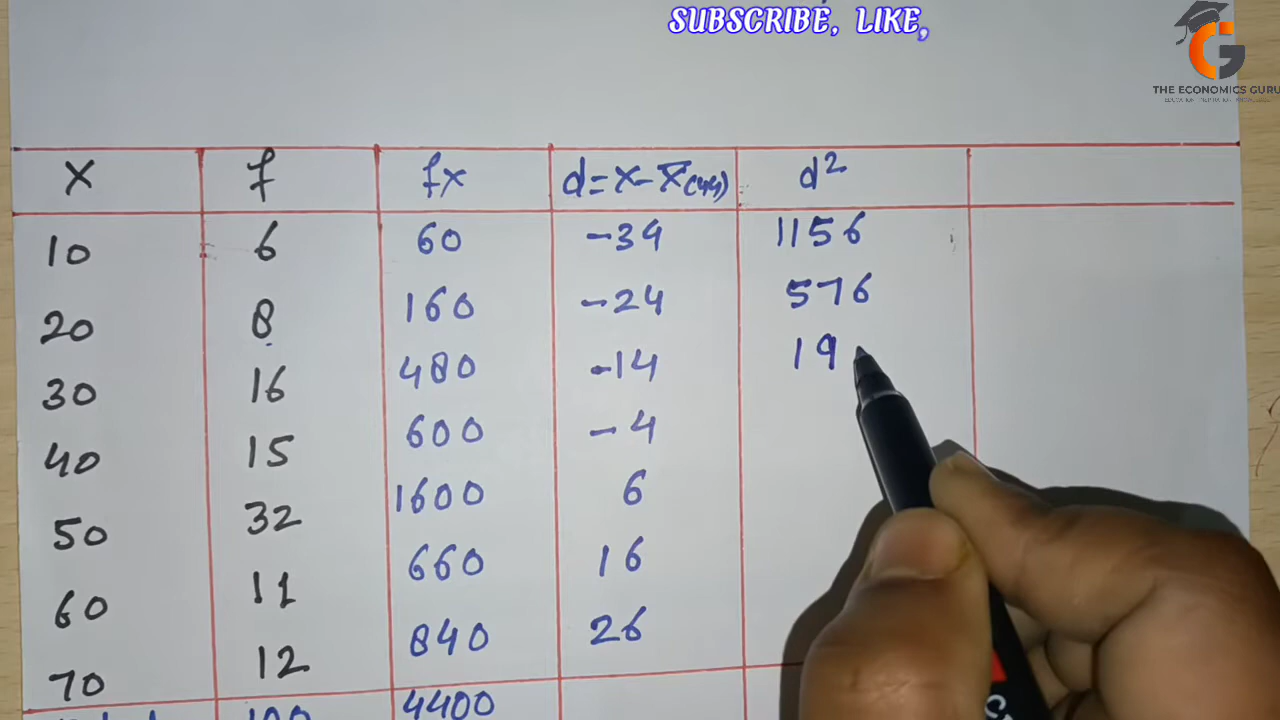 SUBSCRIBE, LIKE,
THE ECONOMICS GURU
X f fx d=X-X̅(44) d²
10 6 60 -34 1156
20 8 160 -24 576
30 16 480 -14 19
40 15 600 -4
50 32 1600 6
60 11 660 16
70 12 840 26
100 4400